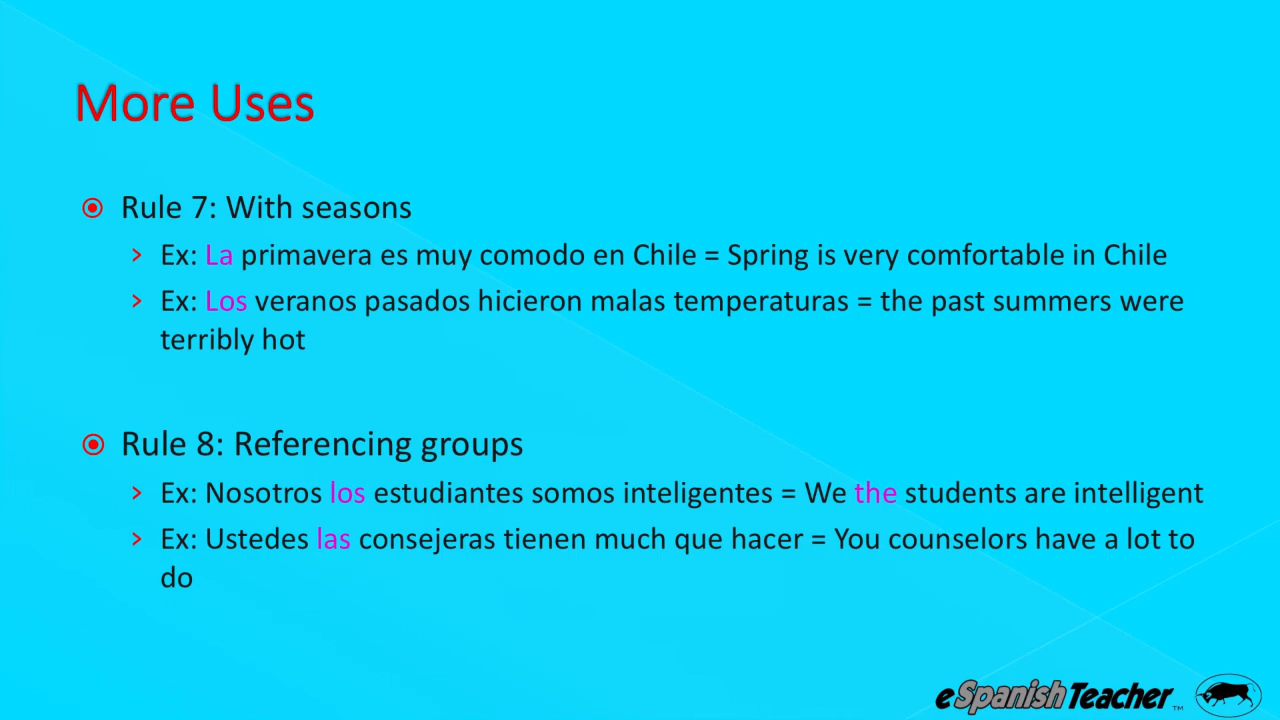 More Uses
Rule 7: With seasons
Ex: La primavera es muy comodo en Chile = Spring is very comfortable in Chile
Ex: Los veranos pasados hicieron malas temperaturas = the past summers were
terribly hot
Rule 8: Referencing groups
Ex: Nosotros los estudiantes somos inteligentes = We the students are intelligent
Ex: Ustedes las consejeras tienen much que hacer = You counselors have a lot to
do
eSpanishTeacher™